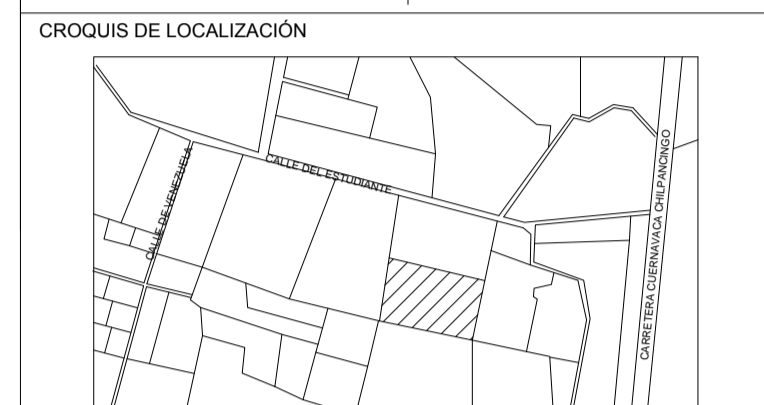 CROQUIS DE LOCALIZACIÓN
CALLE DE VENEZUELA
CALLE DEL ESTUDIANTE
CARRETERA CUERNAVACA CHILPANCINGO